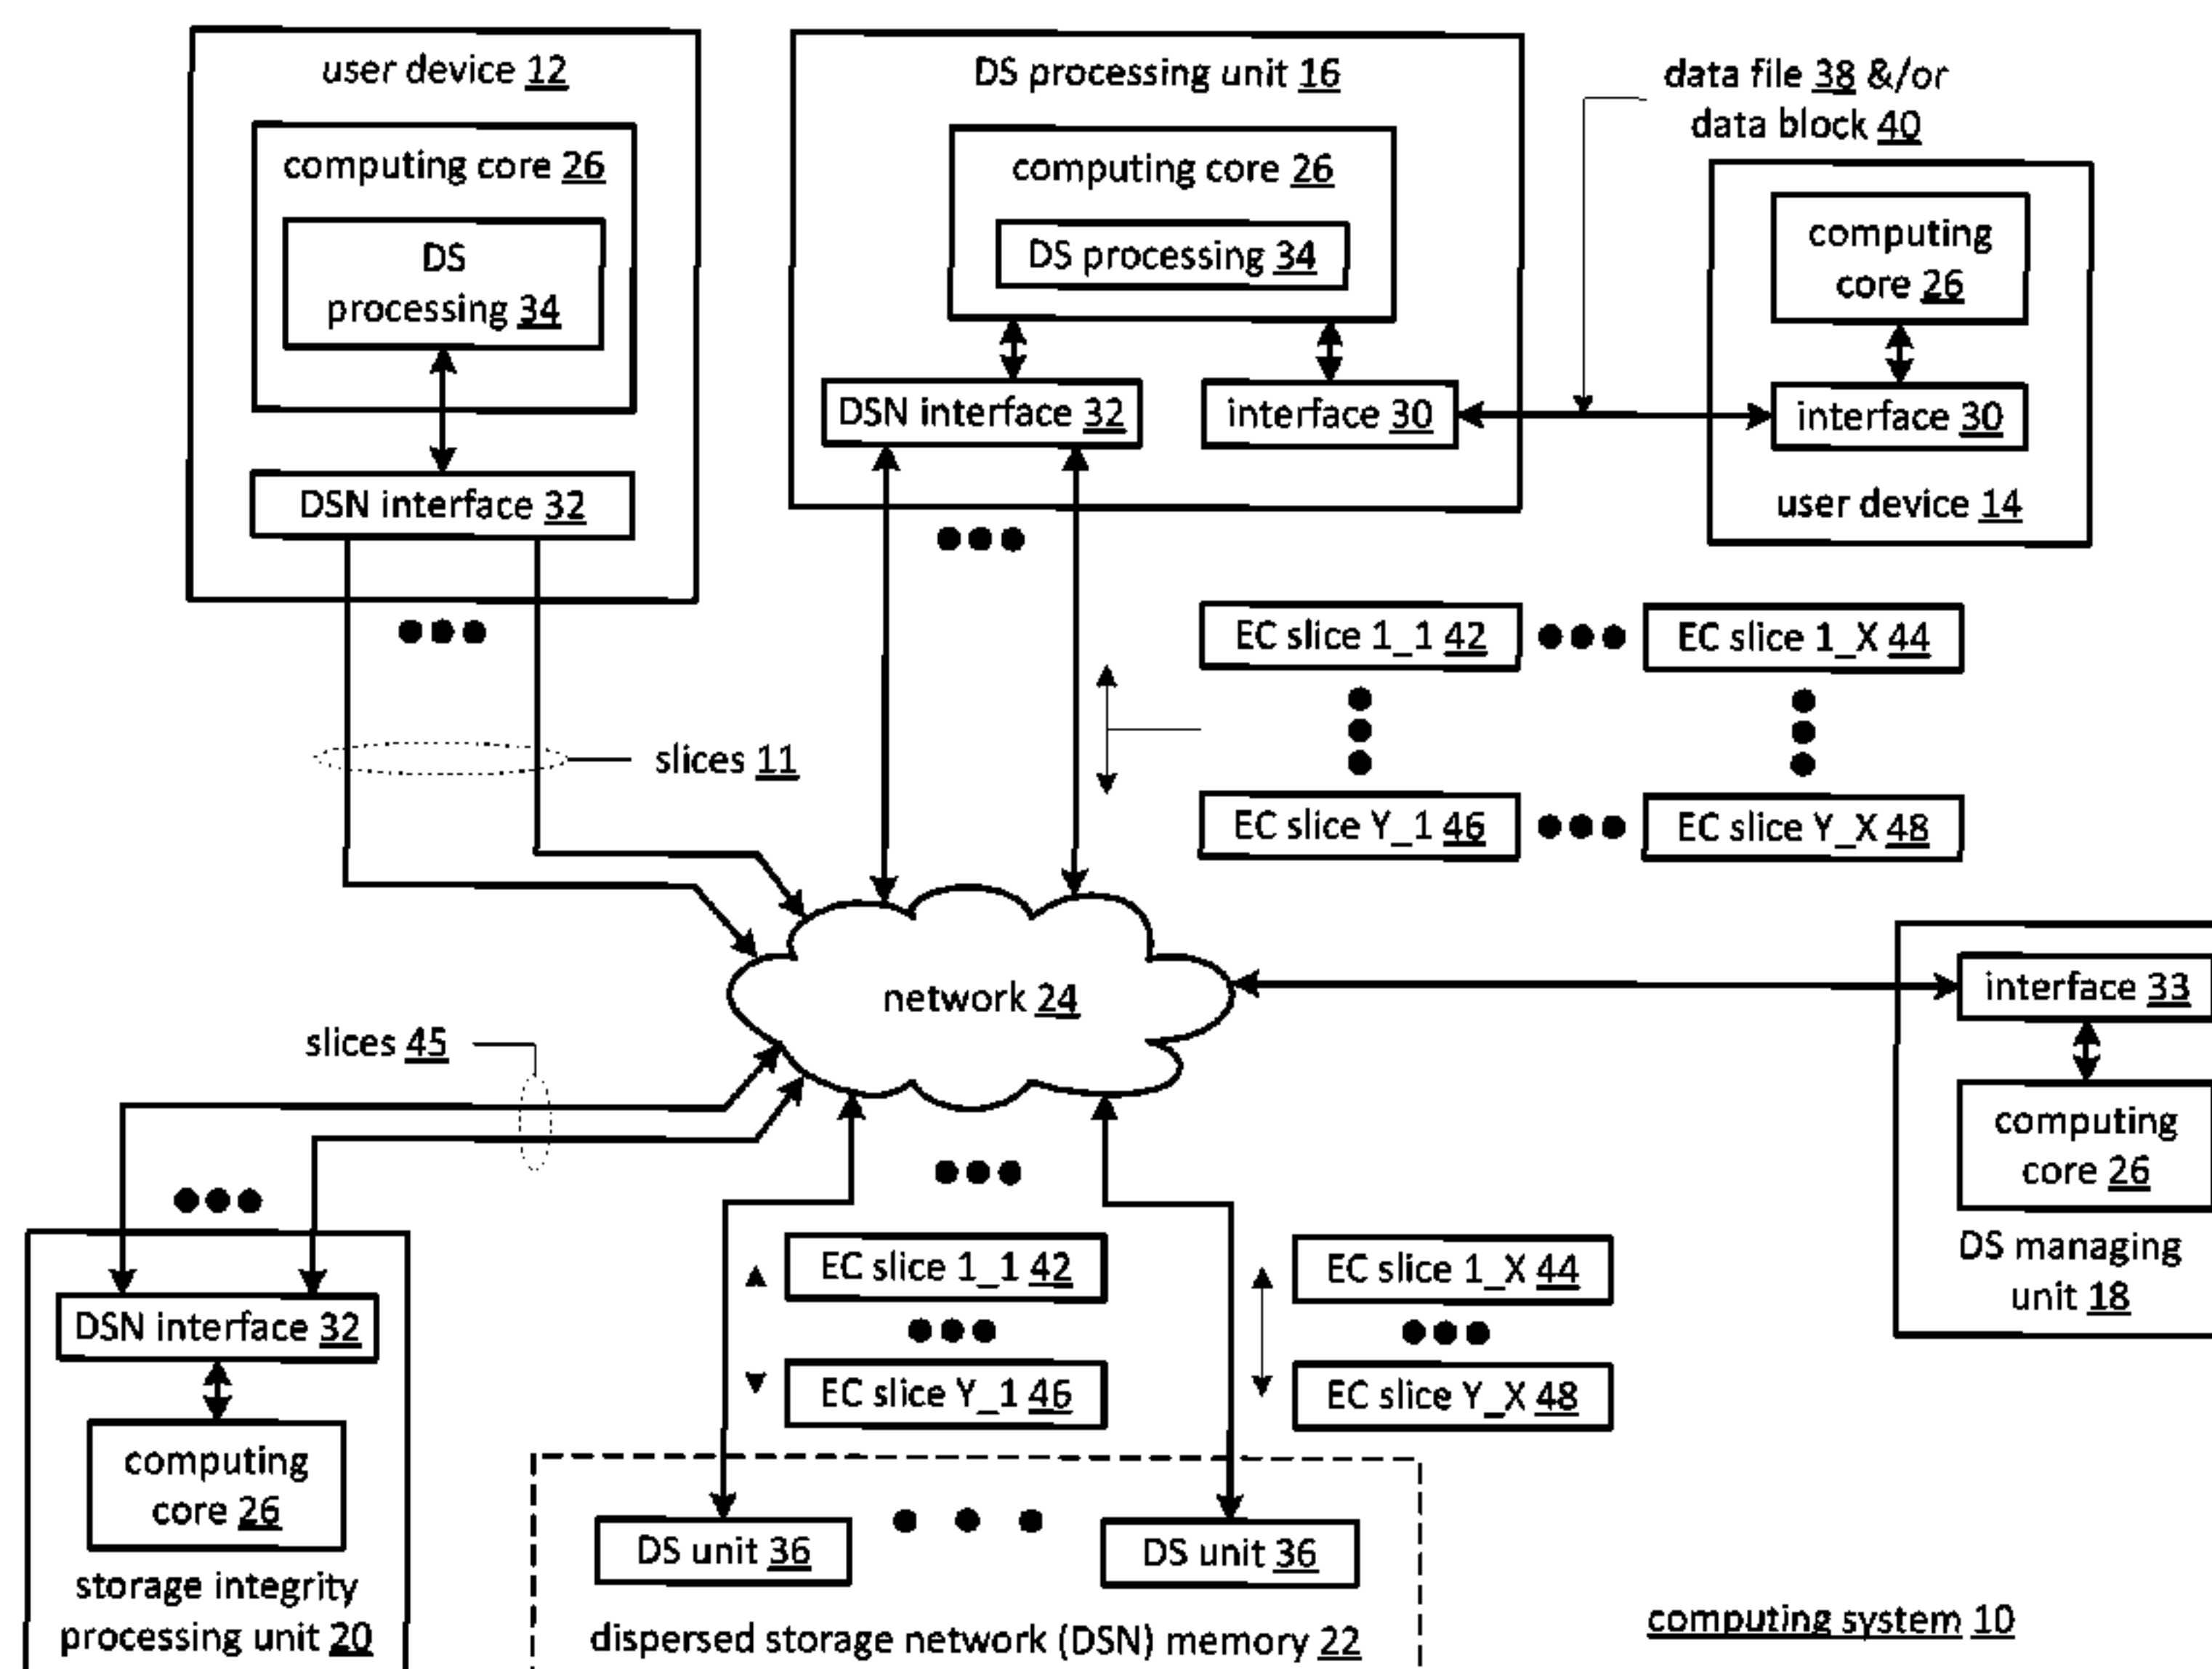 user device 12
computing core 26
DS
processing 34
DSN interface 32
DS processing unit 16
computing core 26
DS processing 34
DSN interface 32
interface 30
data file 38 &/or
data block 40
computing
core 26
interface 30
user device 14
EC slice 1_1 42
EC slice 1_X 44
slices 11
EC slice Y_1 46
EC slice Y_X 48
network 24
interface 33
computing
core 26
DS managing
unit 18
slices 45
DSN interface 32
computing
core 26
storage integrity
processing unit 20
EC slice 1_1 42
EC slice Y_1 46
EC slice 1_X 44
EC slice Y_X 48
DS unit 36
DS unit 36
dispersed storage network (DSN) memory 22
computing system 10